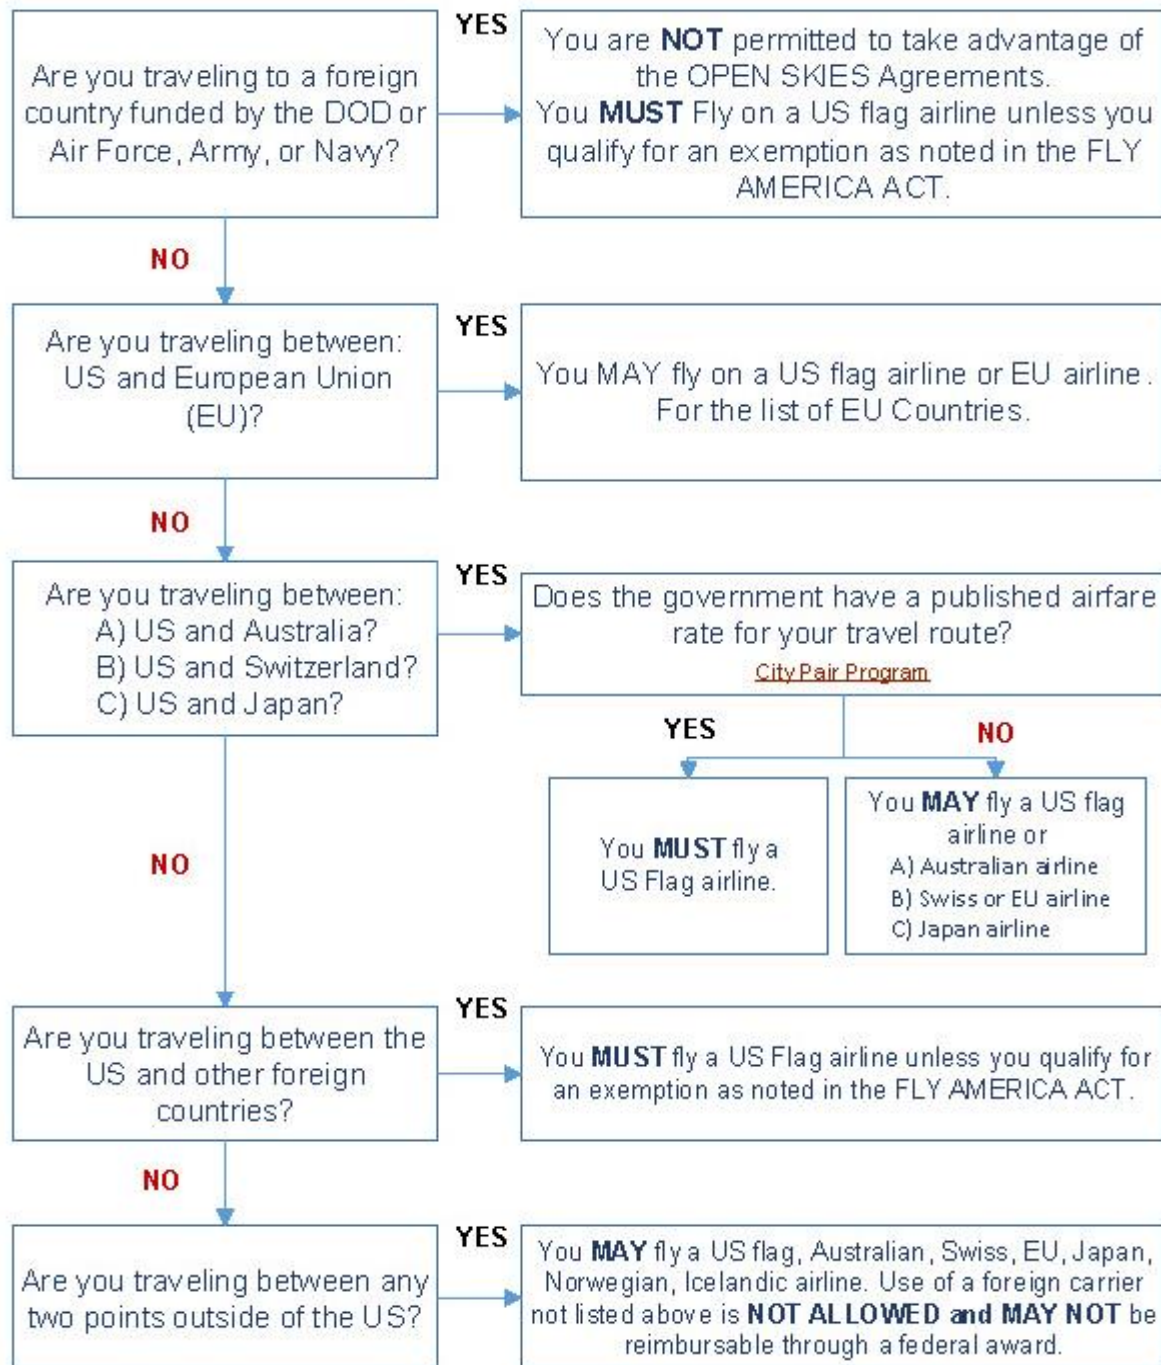 Are you traveling to a foreign
country funded by the DOD or
Air Force, Army, or Navy?
YES
You are NOT permitted to take advantage of
the OPEN SKIES Agreements.
You MUST Fly on a US flag airline unless you
qualify for an exemption as noted in the FLY
AMERICA ACT.
NO
Are you traveling between:
US and European Union
(EU)?
YES
You MAY fly on a US flag airline or EU airline.
For the list of EU Countries.
NO
Are you traveling between:
A) US and Australia?
B) US and Switzerland?
C) US and Japan?
YES
Does the government have a published airfare
rate for your travel route?
City Pair Program
YES
NO
You MUST fly a
US Flag airline.
You MAY fly a US flag
airline or
A) Australian airline
B) Swiss or EU airline
C) Japan airline
NO
Are you traveling between the
US and other foreign
countries?
YES
You MUST fly a US Flag airline unless you qualify for
an exemption as noted in the FLY AMERICA ACT.
NO
Are you traveling between any
two points outside of the US?
YES
You MAY fly a US flag, Australian, Swiss, EU, Japan,
Norwegian, Icelandic airline. Use of a foreign carrier
not listed above is NOT ALLOWED and MAY NOT be
reimbursable through a federal award.